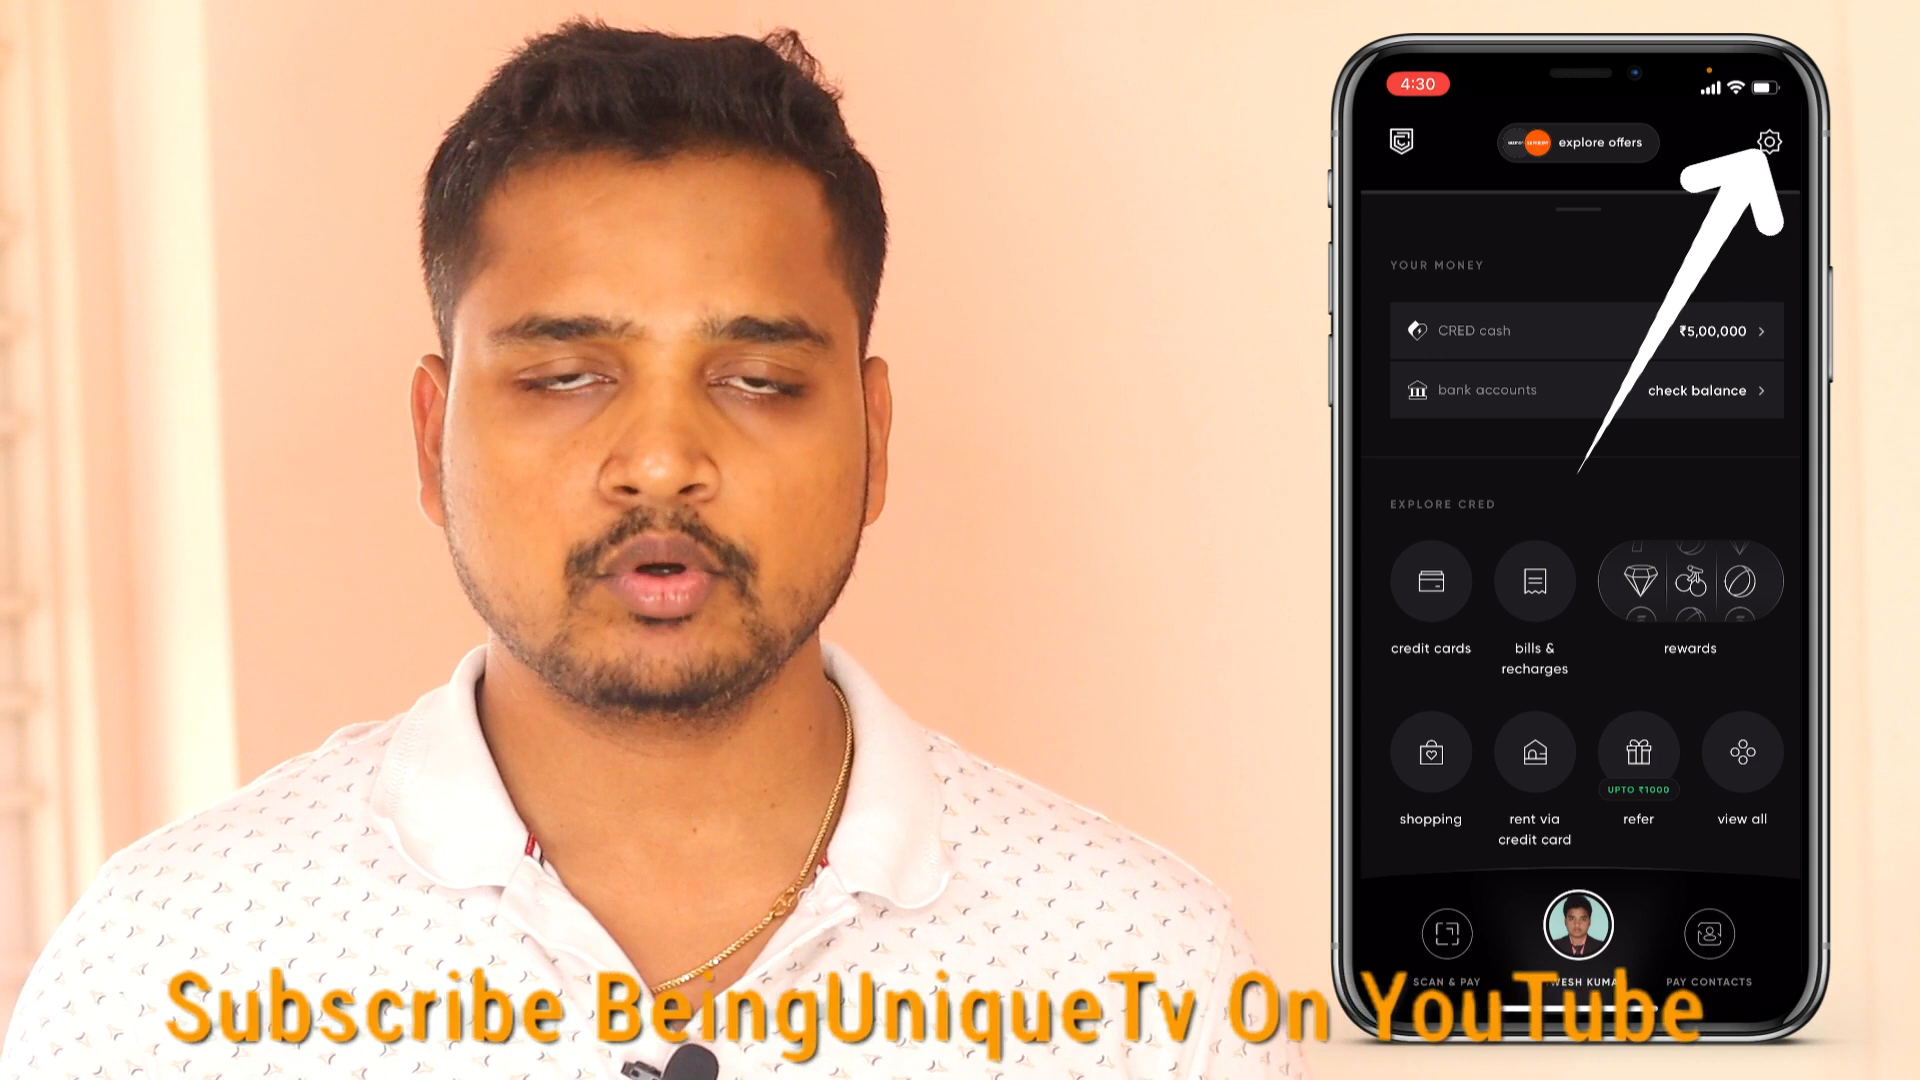 4:30
explore offers
YOUR MONEY
CRED cash
₹5,00,000
bank accounts
check balance
EXPLORE CRED
credit cards
bills &
recharges
rewards
shopping
rent via
credit card
UPTO ₹1000
refer
view all
SCAN & PAY
WESH KUMA
PAY CONTACTS
Subscribe BeingUniqueTv On YouTube